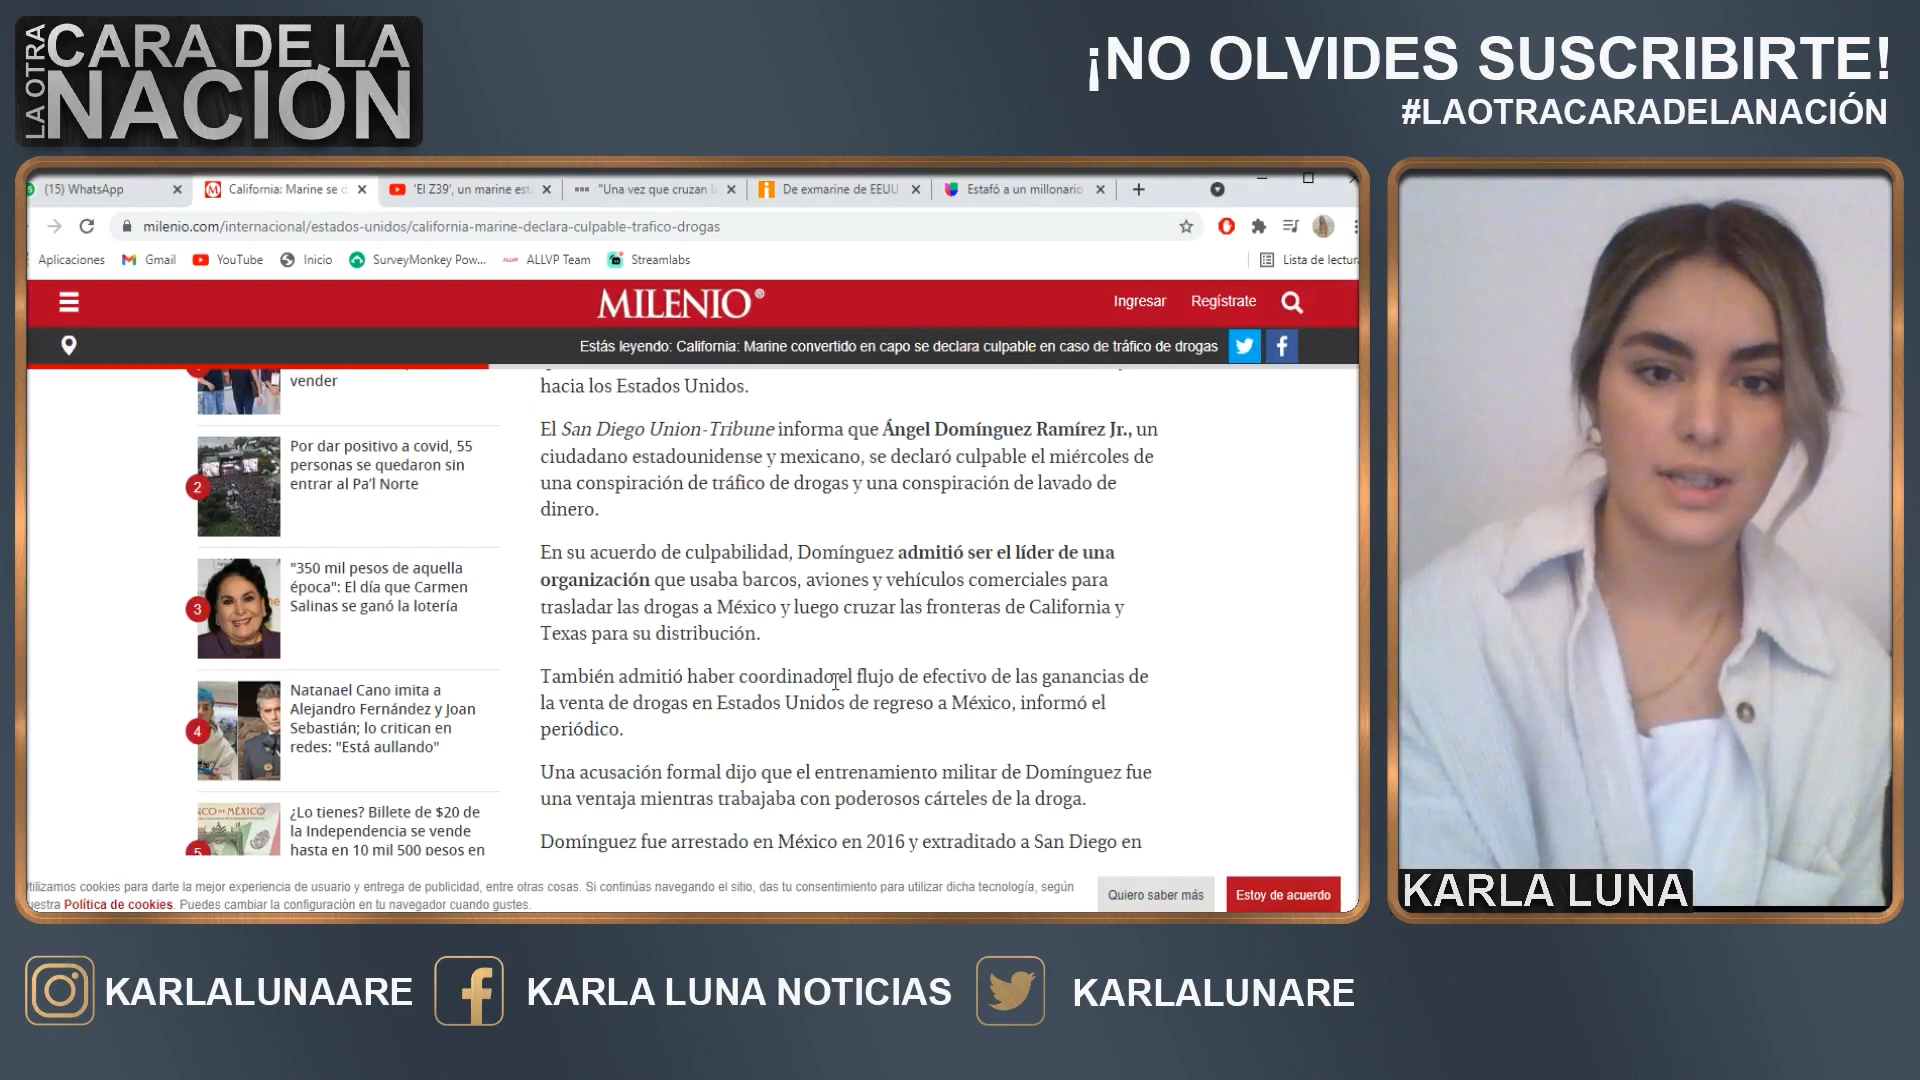 LA OTRA
CARA DE LA
NACIÓN
¡NO OLVIDES SUSCRIBIRTE!
#LAOTRACARADELANACIÓN
(15) WhatsApp
California: Marine se d
'El Z39', un marine est
"Una vez que cruzan l
De exmarine de EEUU
Estafó a un millonario
milenio.com/internacional/estados-unidos/california-marine-declara-culpable-trafico-drogas
Aplicaciones
Gmail
YouTube
Inicio
SurveyMonkey Pow...
ALLVP Team
Streamlabs
Lista de lectura
MILENIO®
Ingresar
Regístrate
Estás leyendo: California: Marine convertido en capo se declara culpable en caso de tráfico de drogas
vender
2
Por dar positivo a covid, 55
personas se quedaron sin
entrar al Pa'l Norte
3
"350 mil pesos de aquella
época": El día que Carmen
Salinas se ganó la lotería
4
Natanael Cano imita a
Alejandro Fernández y Joan
Sebastián; lo critican en
redes: "Está aullando"
5
¿Lo tienes? Billete de $20 de
la Independencia se vende
hasta en 10 mil 500 pesos en
hacia los Estados Unidos.
El San Diego Union-Tribune informa que Ángel Domínguez Ramírez Jr., un
ciudadano estadounidense y mexicano, se declaró culpable el miércoles de
una conspiración de tráfico de drogas y una conspiración de lavado de
dinero.
En su acuerdo de culpabilidad, Domínguez admitió ser el líder de una
organización que usaba barcos, aviones y vehículos comerciales para
trasladar las drogas a México y luego cruzar las fronteras de California y
Texas para su distribución.
También admitió haber coordinado el flujo de efectivo de las ganancias de
la venta de drogas en Estados Unidos de regreso a México, informó el
periódico.
Una acusación formal dijo que el entrenamiento militar de Domínguez fue
una ventaja mientras trabajaba con poderosos cárteles de la droga.
Domínguez fue arrestado en México en 2016 y extraditado a San Diego en
tilizamos cookies para darte la mejor experiencia de usuario y entrega de publicidad, entre otras cosas. Si continúas navegando el sitio, das tu consentimiento para utilizar dicha tecnología, según
uestra Política de cookies. Puedes cambiar la configuración en tu navegador cuando gustes.
Quiero saber más
Estoy de acuerdo
KARLA LUNA
KARLALUNAARE
KARLA LUNA NOTICIAS
KARLALUNARE